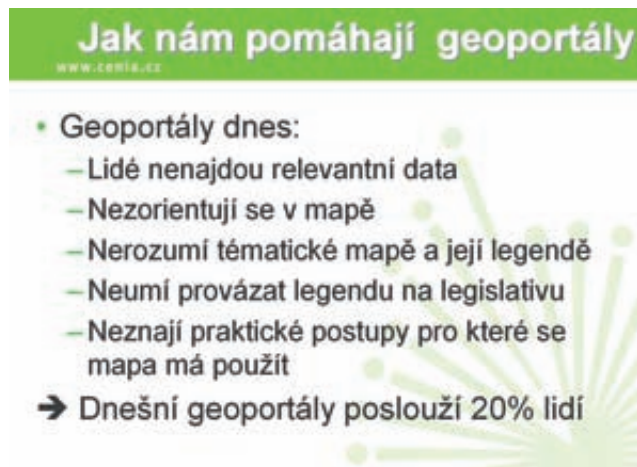 Jak nám pomáhají geoportály
www.cenia.cz
• Geoportály dnes:
–Lidé nenajdou relevantní data
–Nezorientují se v mapě
–Nerozumí tématické mapě a její legendě
–Neumí provázat legendu na legislativu
–Neznají praktické postupy pro které se
mapa má použít
➔ Dnešní geoportály poslouží 20% lidí